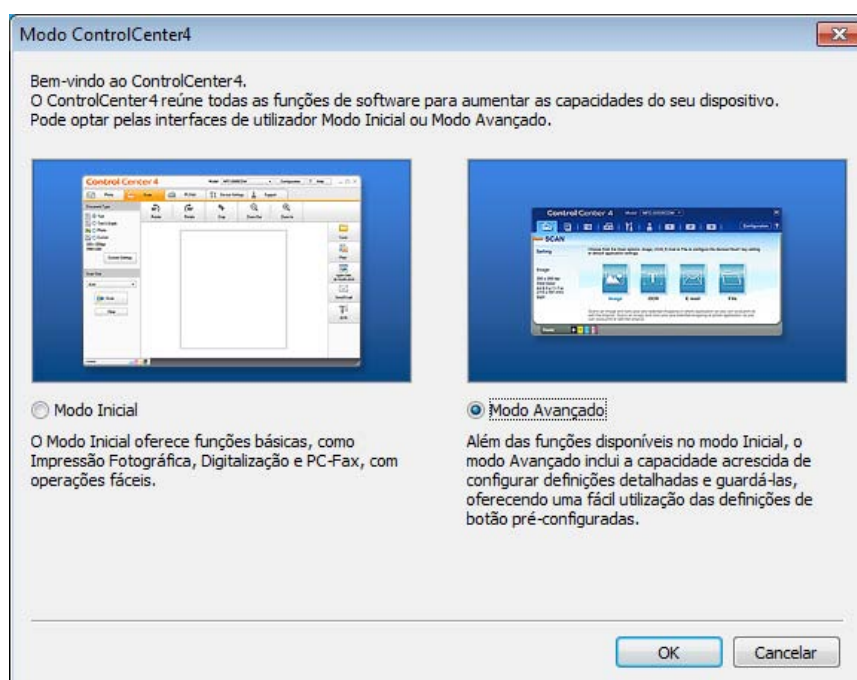 Modo ControlCenter4
Bem-vindo ao ControlCenter4.
O ControlCenter4 reúne todas as funções de software para aumentar as capacidades do seu dispositivo.
Pode optar pelas interfaces de utilizador Modo Inicial ou Modo Avançado.
Control Center 4
Control Center 4
SCAN
Image
OCR
E-mail
File
Modo Inicial
O Modo Inicial oferece funções básicas, como
Impressão Fotográfica, Digitalização e PC-Fax, com
operações fáceis.
Modo Avançado
Além das funções disponíveis no modo Inicial, o
modo Avançado inclui a capacidade acrescida de
configurar definições detalhadas e guardá-las,
oferecendo uma fácil utilização das definições de
botão pré-configuradas.
OK
Cancelar